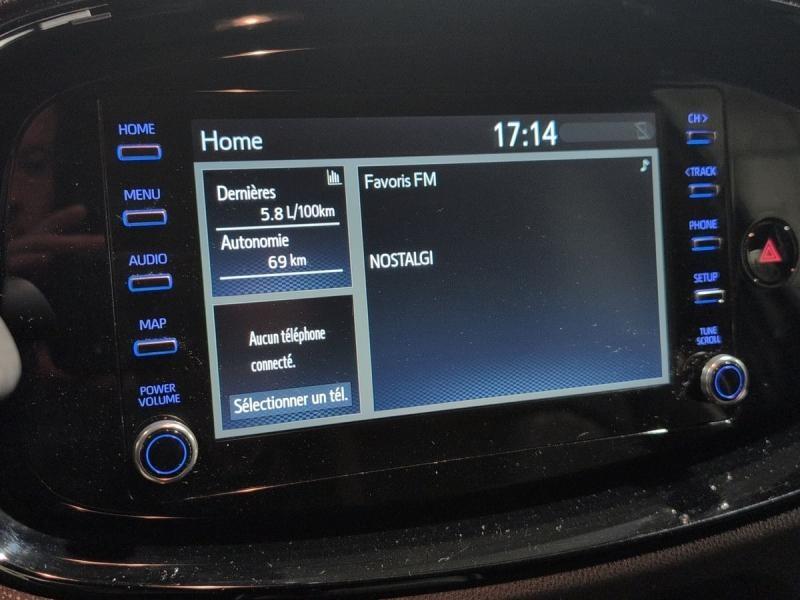 HOME
MENU
AUDIO
MAP
POWER
VOLUME
Home
17:14
Dernières
5.8 L/100km
Autonomie
69 km
Aucun téléphone
connecté.
Sélectionner un tél.
Favoris FM
NOSTALGI
CH>
<TRACK
PHONE
SETUP
TUNE
SCROLL